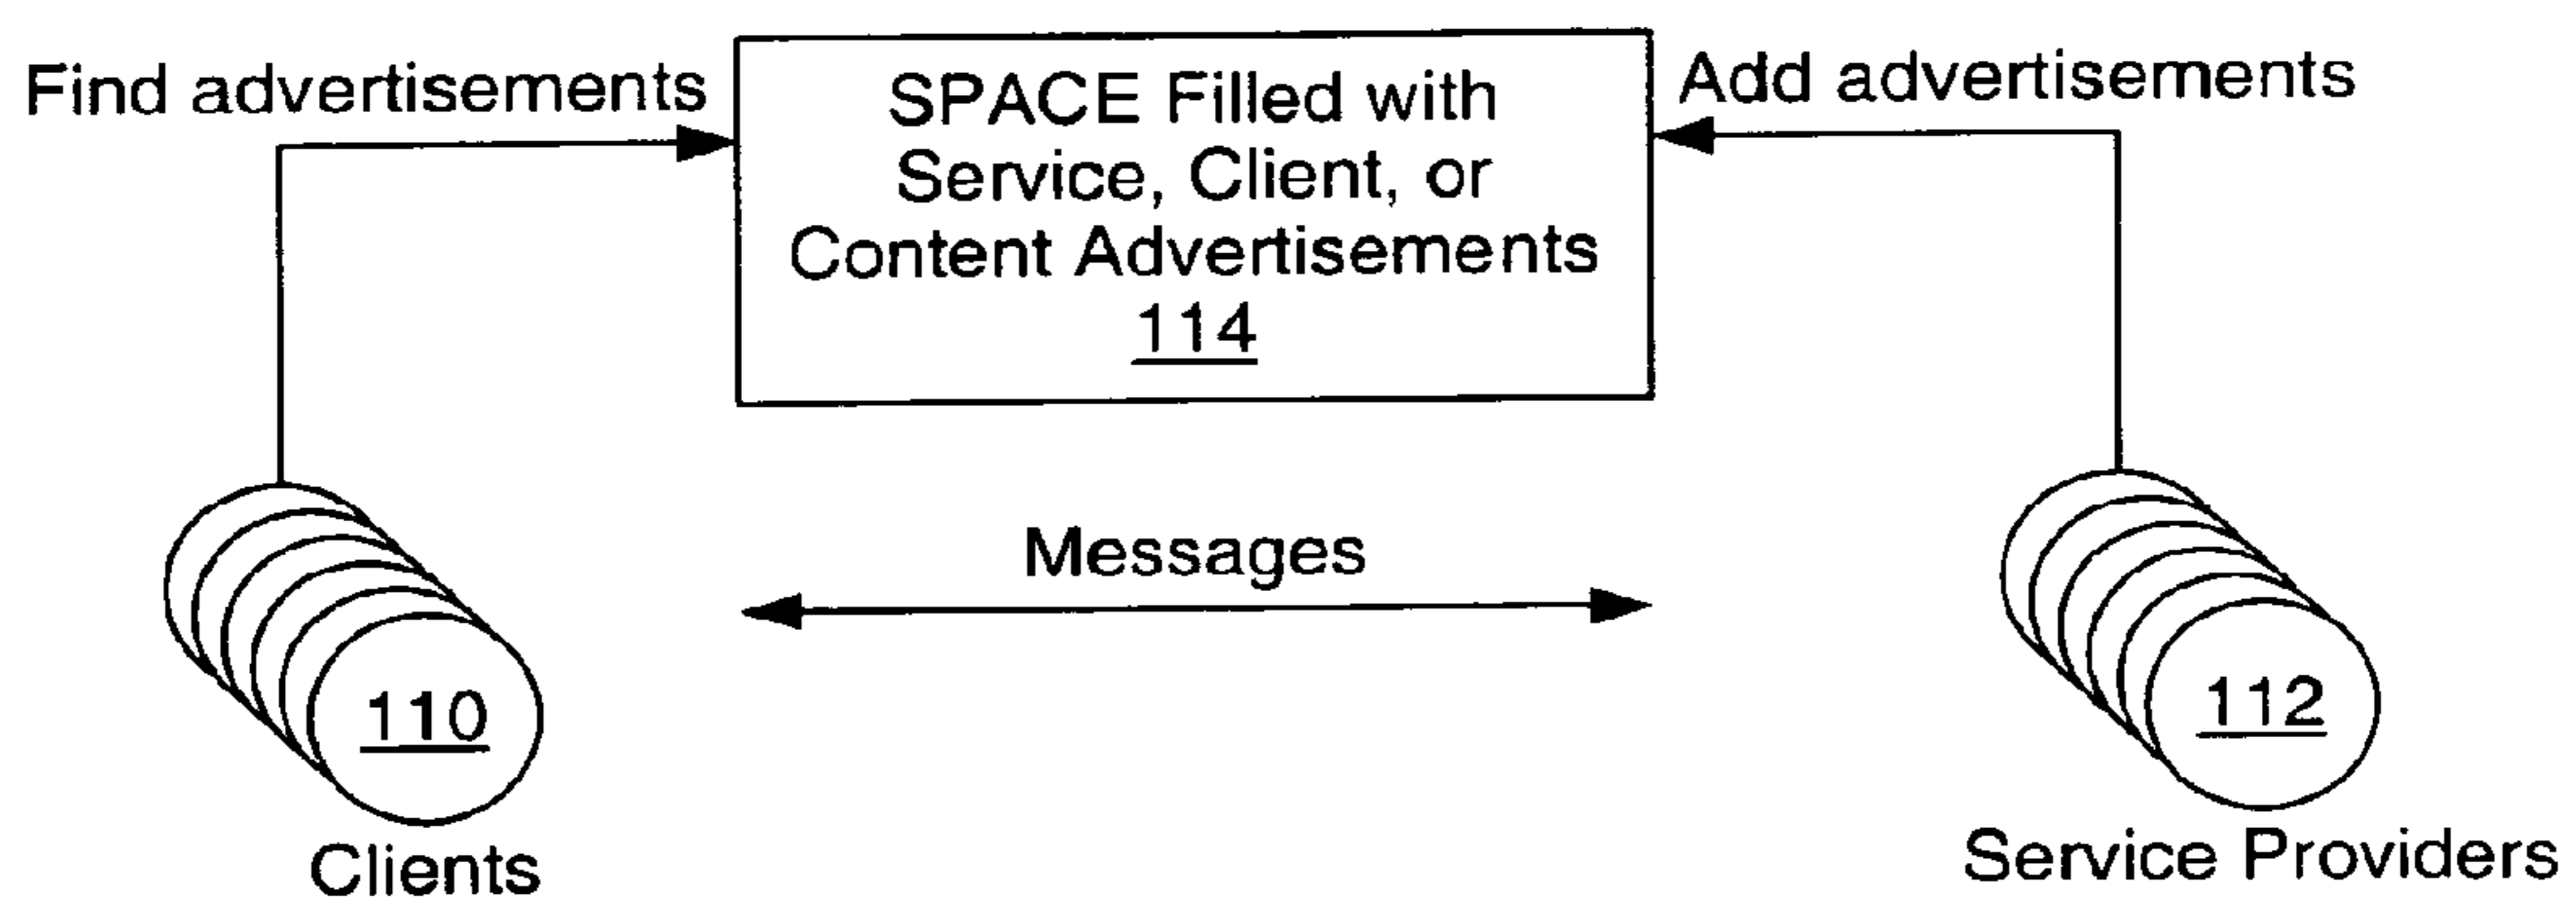 Find advertisements
SPACE Filled with
Service, Client, or
Content Advertisements
114
Add advertisements
Messages
110
Clients
112
Service Providers